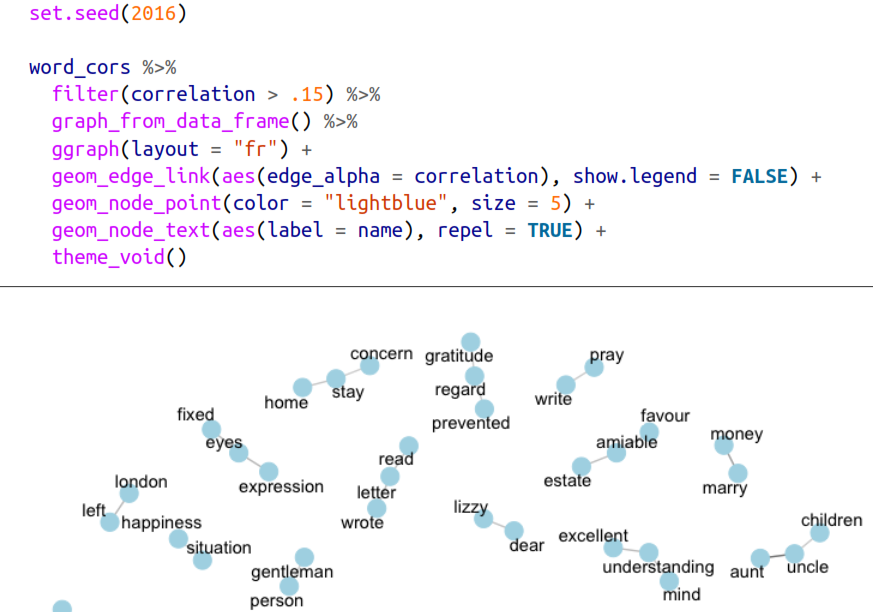 set.seed(2016)
word_cors %>%
filter(correlation > .15) %>%
graph_from_data_frame() %>%
ggraph(layout = "fr") +
geom_edge_link(aes(edge_alpha = correlation), show.legend = FALSE) +
geom_node_point(color = "lightblue", size = 5) +
geom_node_text(aes(label = name), repel = TRUE) +
theme_void()
concern
gratitude
pray
home
stay
regard
write
fixed
prevented
favour
eyes
amiable
money
read
london
expression
letter
estate
marry
left
happiness
wrote
lizzy
children
situation
dear
excellent
gentleman
understanding
aunt
uncle
person
mind